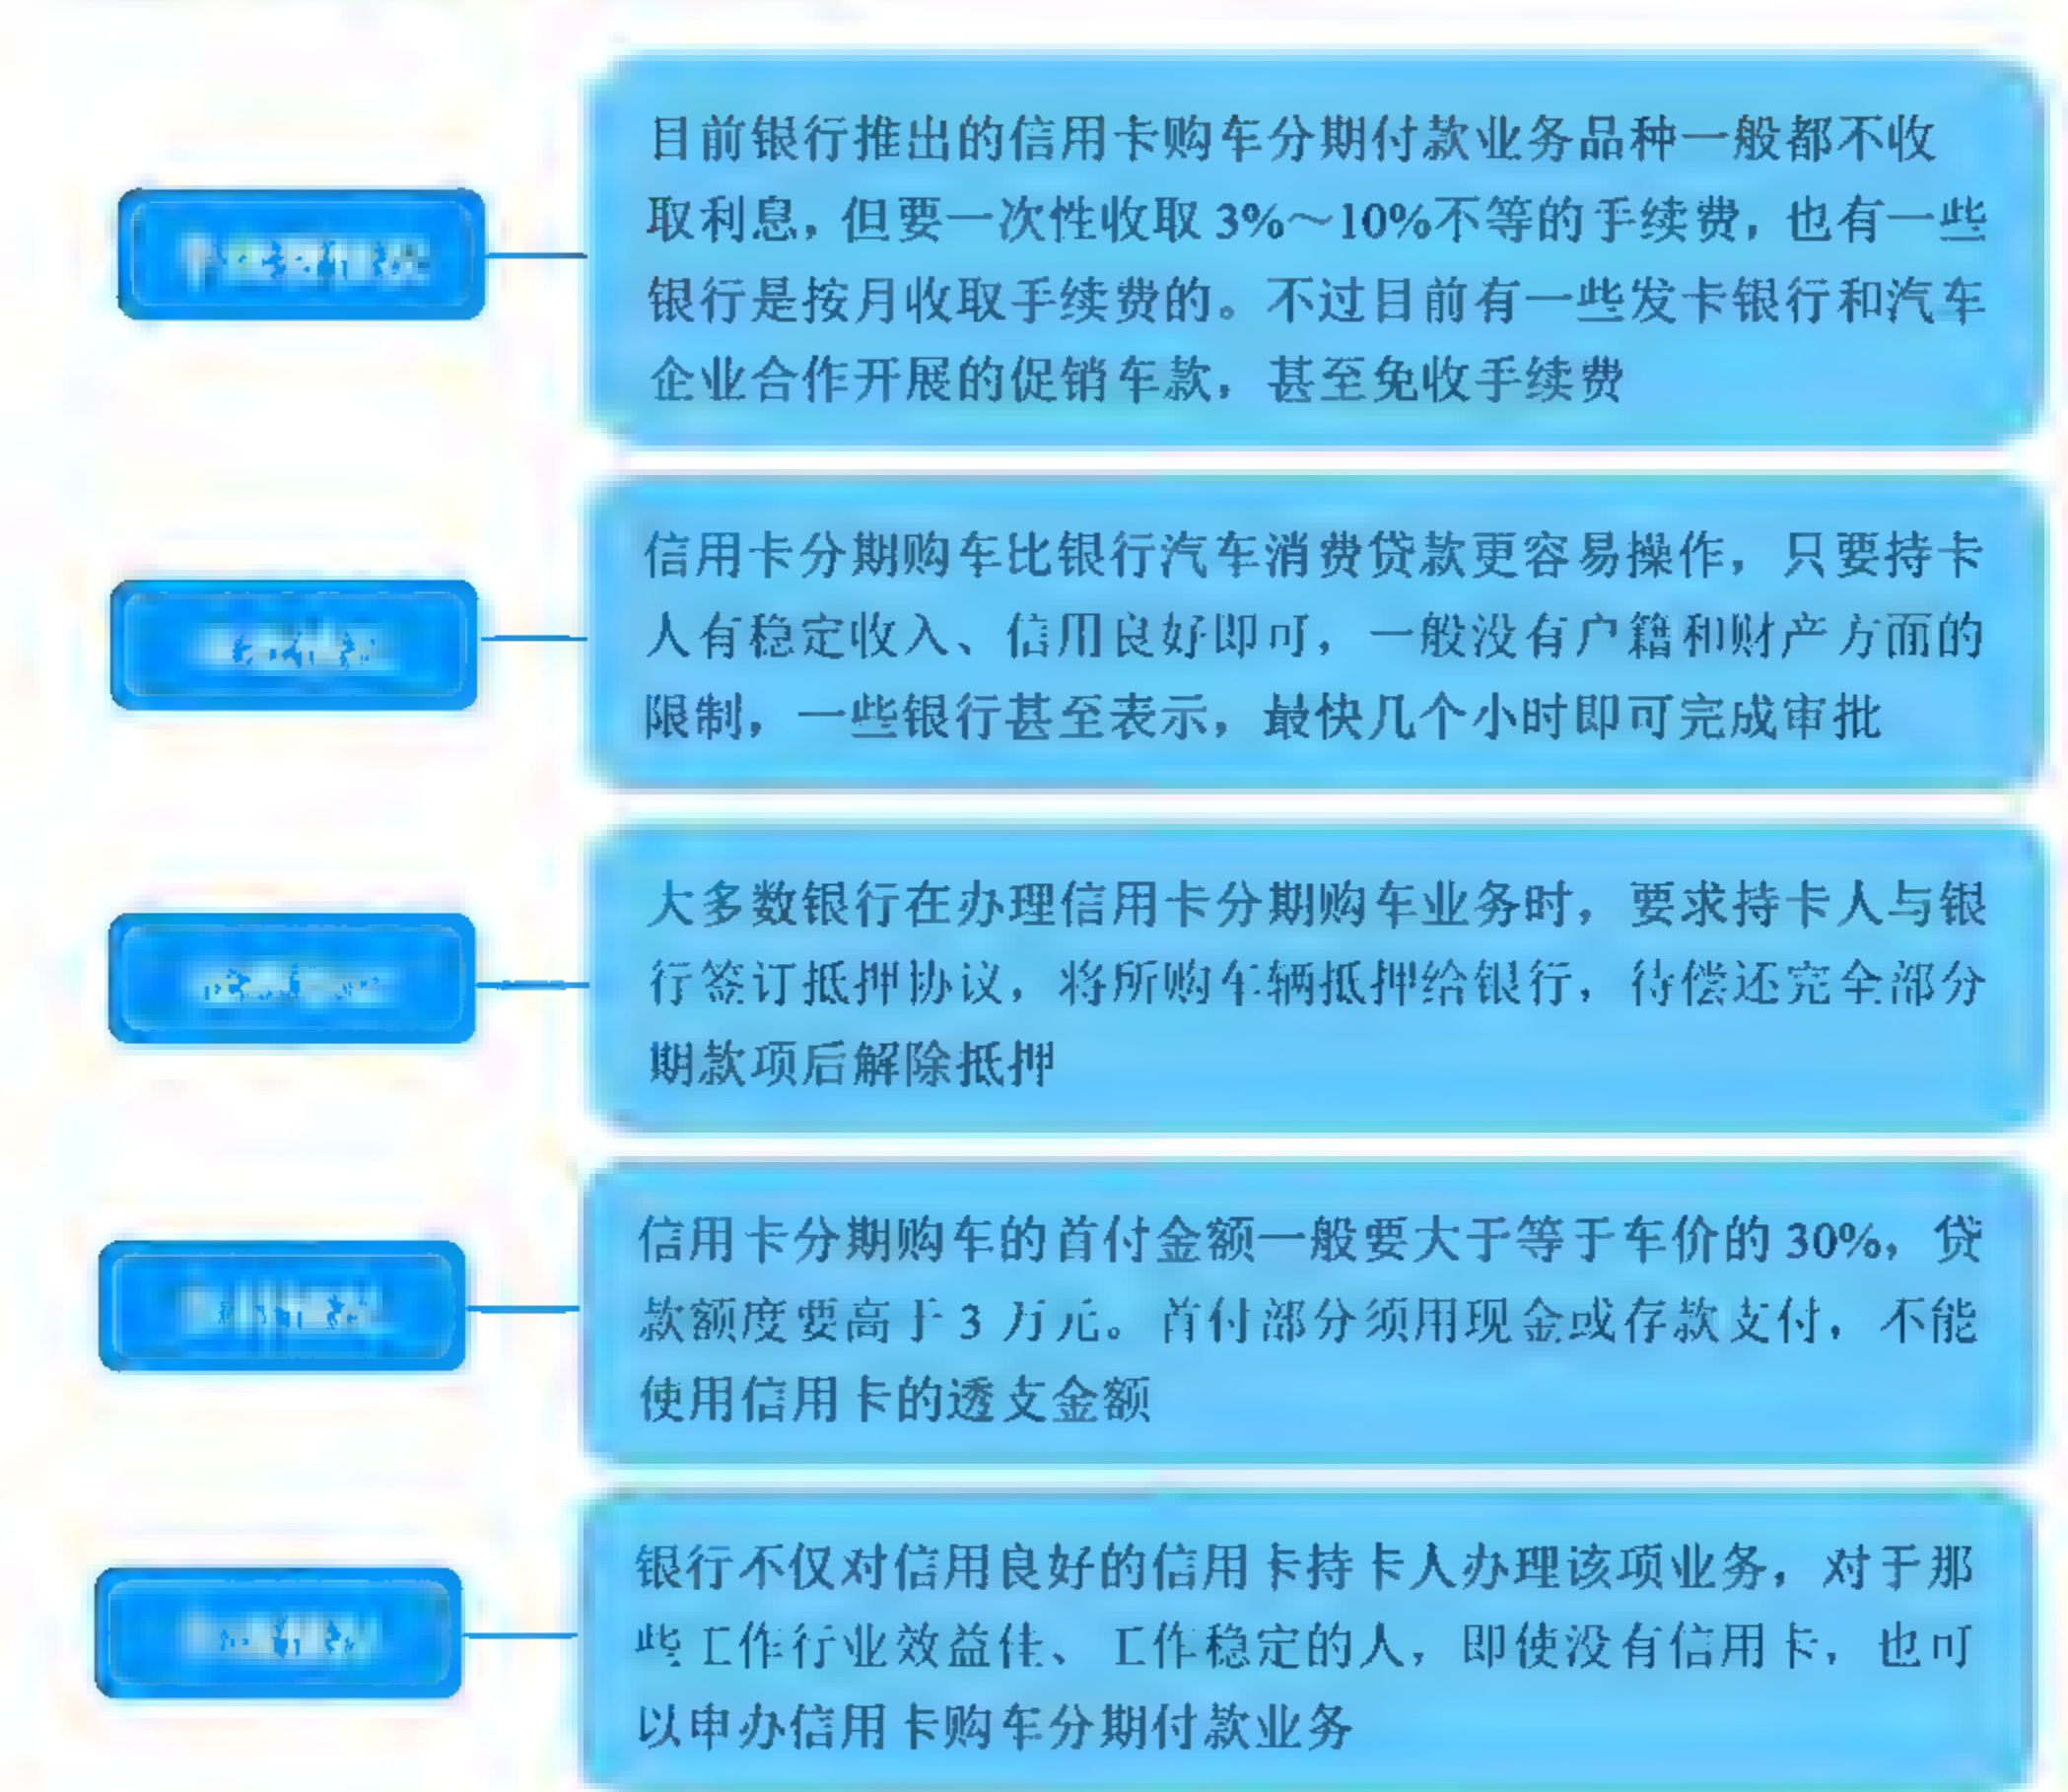 目前银行推出的信用卡购车分期付款业务品种一般都不收
取利息，但要一次性收取3%～10%不等的手续费，也有一些
银行是按月收取手续费的。不过目前有一些发卡银行和汽车
企业合作开展的促销车款，甚至免收手续费
信用卡分期购车比银行汽车消费贷款更容易操作，只要持卡
人有稳定收入、信用良好即可，一般没有户籍和财产方面的
限制，一些银行甚至表示，最快几个小时即可完成审批
大多数银行在办理信用卡分期购车业务时，要求持卡人与银
行签订抵押协议，将所购车辆抵押给银行，待偿还完全部分
期款项后解除抵押
信用卡分期购车的首付金额一般要大于等于车价的30%，贷
款额度要高于3万元。首付部分须用现金或存款支付，不能
使用信用卡的透支金额
银行不仅对信用良好的信用卡持卡人办理该项业务，对于那
些工作行业效益佳、工作稳定的人，即使没有信用卡，也可
以申办信用卡购车分期付款业务